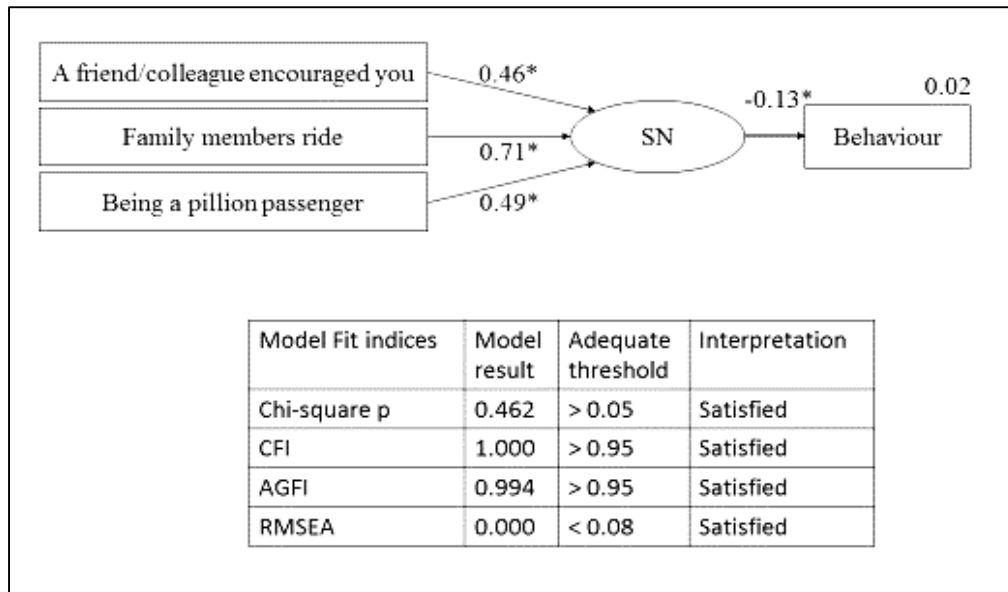 A friend/colleague encouraged you
0.46*
Family members ride
0.71*
Being a pillion passenger
0.49*
SN
-0.13*
0.02
Behaviour
Model Fit indices Model result Adequate threshold Interpretation
Chi-square p 0.462 > 0.05 Satisfied
CFI 1.000 > 0.95 Satisfied
AGFI 0.994 > 0.95 Satisfied
RMSEA 0.000 < 0.08 Satisfied